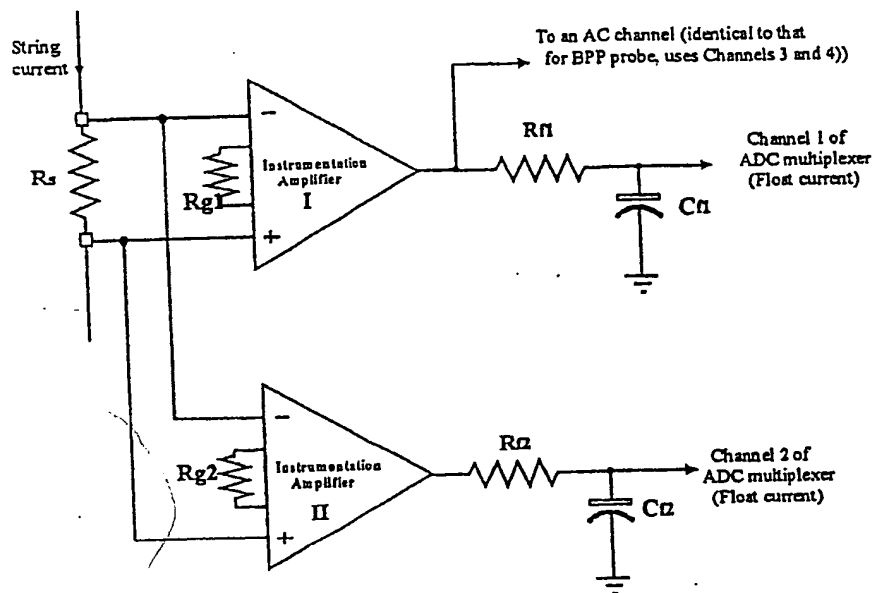 String
current
To an AC channel (identical to that
for BPP probe, uses Channels 3 and 4))
Rs
−
Rg1
Instrumentation
Amplifier
I
+
Rf1
Channel 1 of
ADC multiplexer
(Float current)
Cf1
−
Rg2
Instrumentation
Amplifier
II
+
Rf2
Channel 2 of
ADC multiplexer
(Float current)
Cf2